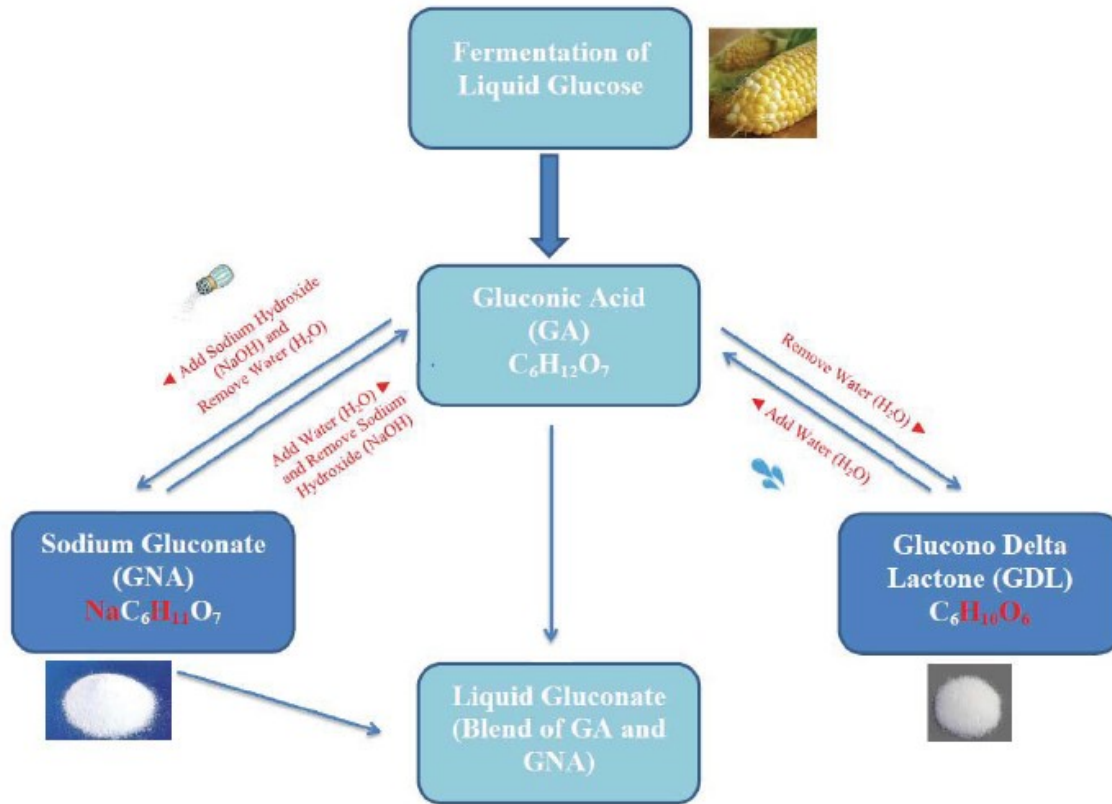 Fermentation of
Liquid Glucose
Gluconic Acid
(GA)
C₆H₁₂O₇
◄ Add Sodium Hydroxide
(NaOH) and
Remove Water (H₂O)
Add Water (H₂O) ►
and Remove Sodium
Hydroxide (NaOH)
Remove Water (H₂O) ►
◄ Add Water (H₂O)
Sodium Gluconate
(GNA)
NaC₆H₁₁O₇
Glucono Delta
Lactone (GDL)
C₆H₁₀O₆
Liquid Gluconate
(Blend of GA and
GNA)